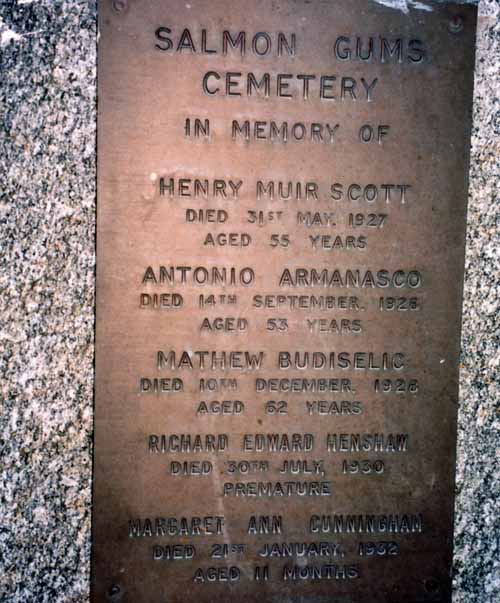 SALMON GUMS
CEMETERY
IN MEMORY OF
HENRY MUIR SCOTT
DIED 31ST MAY, 1927
AGED 55 YEARS
ANTONIO ARMANASCO
DIED 14TH SEPTEMBER, 1928
AGED 53 YEARS
MATHEW BUDISELIC
DIED 10TH DECEMBER, 1928
AGED 62 YEARS
RICHARD EDWARD HENSHAW
DIED 30TH JULY, 1930
PREMATURE
MARGARET ANN CUNNINGHAM
DIED 21ST JANUARY, 1932
AGED 11 MONTHS